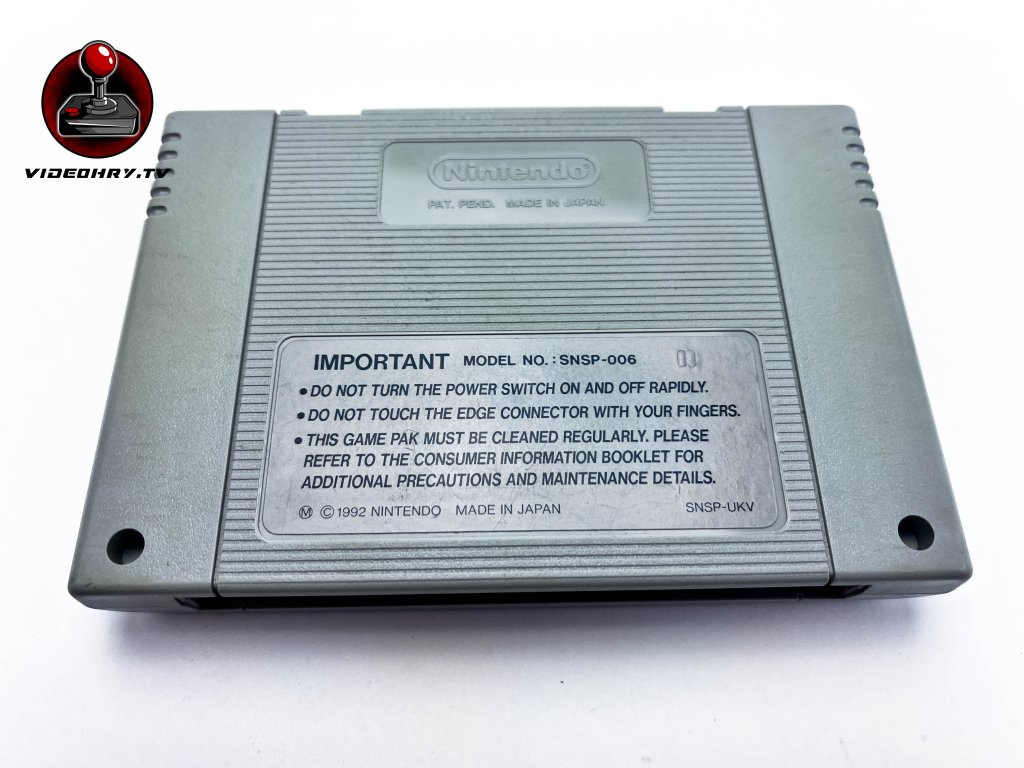 VIDEOHRY.TV
Nintendo®
PAT. PEND. MADE IN JAPAN
IMPORTANT MODEL NO. : SNSP-006 03
● DO NOT TURN THE POWER SWITCH ON AND OFF RAPIDLY.
● DO NOT TOUCH THE EDGE CONNECTOR WITH YOUR FINGERS.
● THIS GAME PAK MUST BE CLEANED REGULARLY. PLEASE
REFER TO THE CONSUMER INFORMATION BOOKLET FOR
ADDITIONAL PRECAUTIONS AND MAINTENANCE DETAILS.
Ⓜ © 1992 NINTENDO MADE IN JAPAN SNSP-UKV